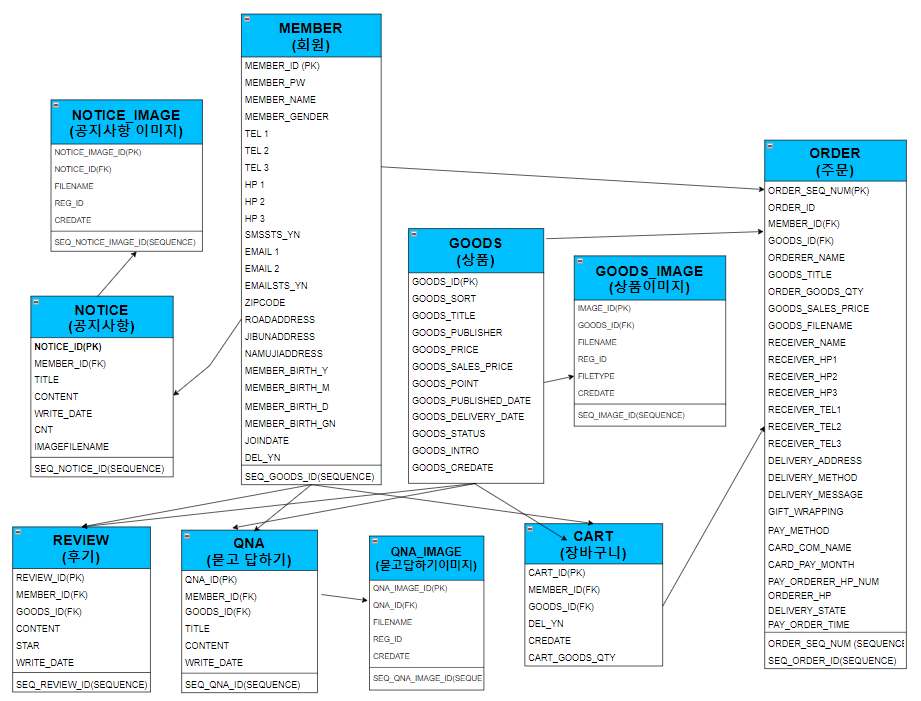 MEMBER
(회원)
MEMBER_ID (PK)
MEMBER_PW
MEMBER_NAME
MEMBER_GENDER
TEL 1
TEL 2
TEL 3
HP 1
HP 2
HP 3
SMSSTS_YN
EMAIL 1
EMAIL 2
EMAILSTS_YN
ZIPCODE
ROADADDRESS
JIBUNADDRESS
NAMUJIADDRESS
MEMBER_BIRTH_Y
MEMBER_BIRTH_M
MEMBER_BIRTH_D
MEMBER_BIRTH_GN
JOINDATE
DEL_YN
SEQ_GOODS_ID(SEQUENCE)
NOTICE_IMAGE
(공지사항 이미지)
NOTICE_IMAGE_ID(PK)
NOTICE_ID(FK)
FILENAME
REG_ID
CREDATE
SEQ_NOTICE_IMAGE_ID(SEQUENCE)
NOTICE
(공지사항)
NOTICE_ID(PK)
MEMBER_ID(FK)
TITLE
CONTENT
WRITE_DATE
CNT
IMAGEFILENAME
SEQ_NOTICE_ID(SEQUENCE)
GOODS
(상품)
GOODS_ID(PK)
GOODS_SORT
GOODS_TITLE
GOODS_PUBLISHER
GOODS_PRICE
GOODS_SALES_PRICE
GOODS_POINT
GOODS_PUBLISHED_DATE
GOODS_DELIVERY_DATE
GOODS_STATUS
GOODS_INTRO
GOODS_CREDATE
GOODS_IMAGE
(상품이미지)
IMAGE_ID(PK)
GOODS_ID(FK)
FILENAME
REG_ID
FILETYPE
CREDATE
SEQ_IMAGE_ID(SEQUENCE)
ORDER
(주문)
ORDER_SEQ_NUM(PK)
ORDER_ID
MEMBER_ID(FK)
GOODS_ID(FK)
ORDERER_NAME
GOODS_TITLE
ORDER_GOODS_QTY
GOODS_SALES_PRICE
GOODS_FILENAME
RECEIVER_NAME
RECEIVER_HP1
RECEIVER_HP2
RECEIVER_HP3
RECEIVER_TEL1
RECEIVER_TEL2
RECEIVER_TEL3
DELIVERY_ADDRESS
DELIVERY_METHOD
DELIVERY_MESSAGE
GIFT_WRAPPING
PAY_METHOD
CARD_COM_NAME
CARD_PAY_MONTH
PAY_ORDERER_HP_NUM
ORDERER_HP
DELIVERY_STATE
PAY_ORDER_TIME
ORDER_SEQ_NUM (SEQUENCE
SEQ_ORDER_ID(SEQUENCE)
REVIEW
(후기)
REVIEW_ID(PK)
MEMBER_ID(FK)
GOODS_ID(FK)
CONTENT
STAR
WRITE_DATE
SEQ_REVIEW_ID(SEQUENCE)
QNA
(묻고 답하기)
QNA_ID(PK)
MEMBER_ID(FK)
GOODS_ID(FK)
TITLE
CONTENT
WRITE_DATE
SEQ_QNA_ID(SEQUENCE)
QNA_IMAGE
(묻고답하기이미지)
QNA_IMAGE_ID(PK)
QNA_ID(FK)
FILENAME
REG_ID
CREDATE
SEQ_QNA_IMAGE_ID(SEQUE
CART
(장바구니)
CART_ID(PK)
MEMBER_ID(FK)
GOODS_ID(FK)
DEL_YN
CREDATE
CART_GOODS_QTY